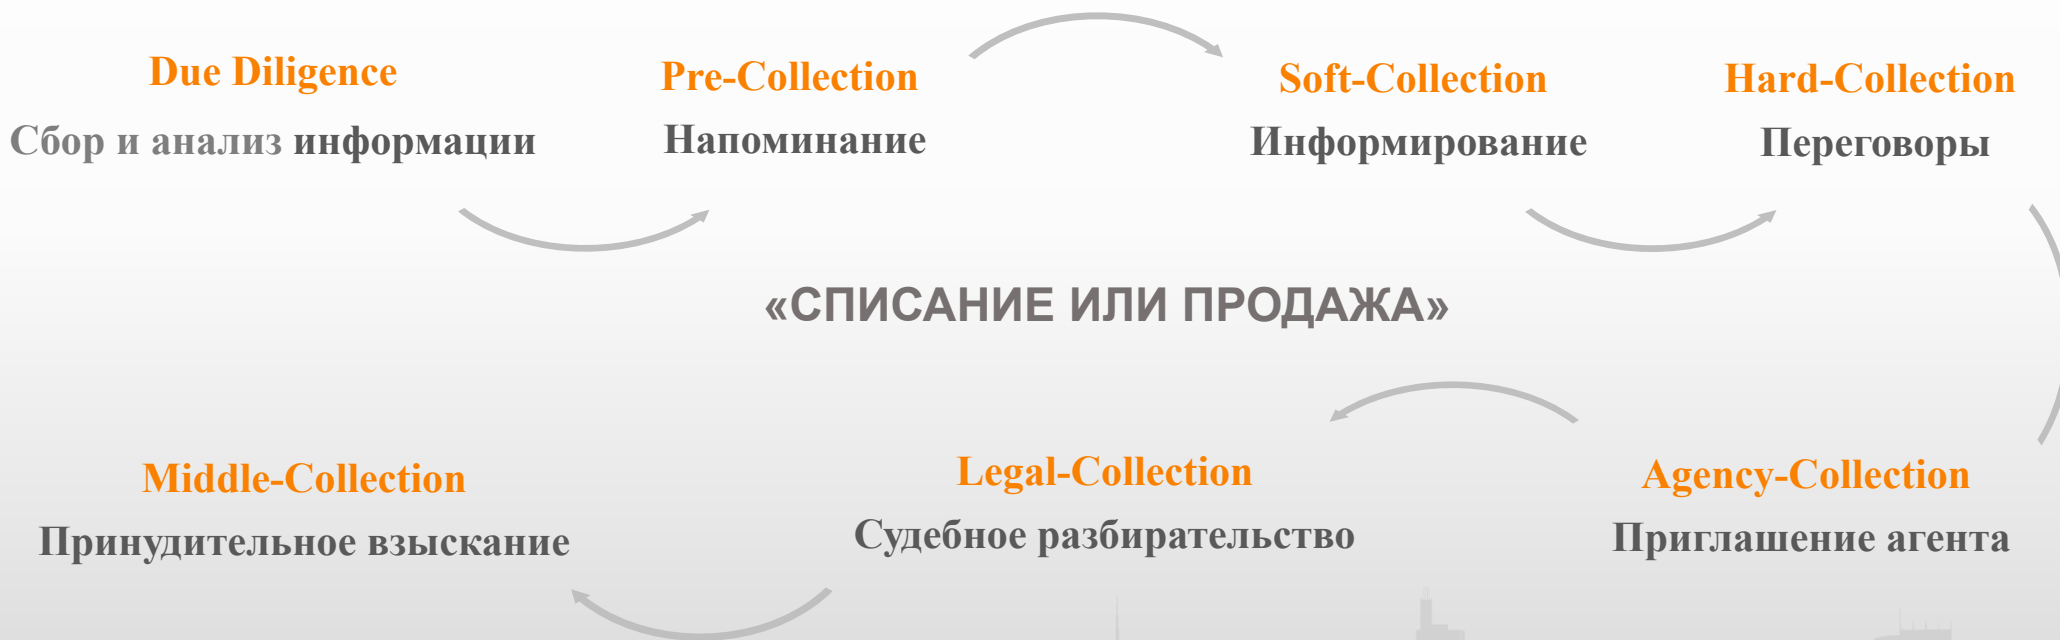 Due Diligence
Сбор и анализ информации
Pre-Collection
Напоминание
Soft-Collection
Информирование
Hard-Collection
Переговоры
«СПИСАНИЕ ИЛИ ПРОДАЖА»
Middle-Collection
Принудительное взыскание
Legal-Collection
Судебное разбирательство
Agency-Collection
Приглашение агента